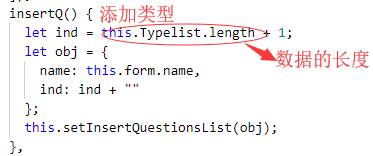 insertQ() { 添加类型
let ind = this.Typelist.length + 1;
let obj = { 数据的长度
name: this.form.name,
ind: ind + ""
};
this.setInsertQuestionsList(obj);
},